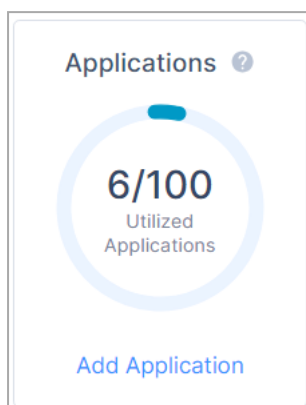 Applications ?
6/100
Utilized
Applications
Add Application